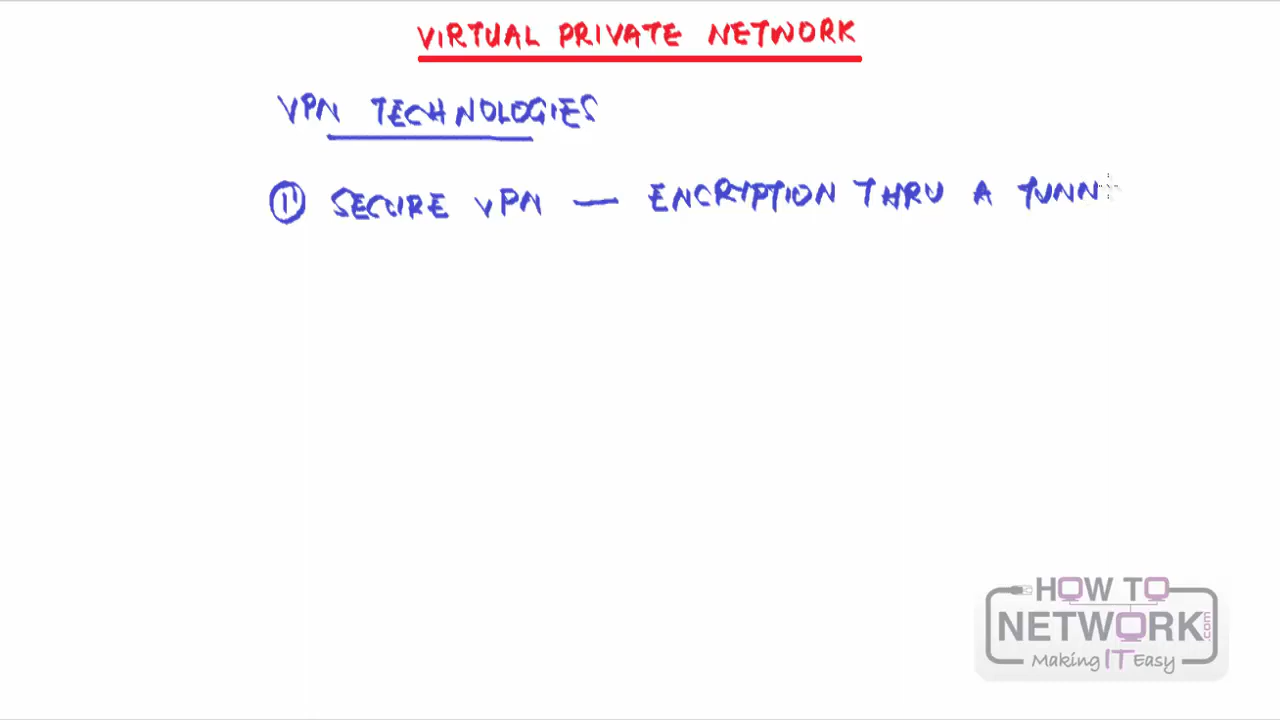 VIRTUAL PRIVATE NETWORK
VPN TECHNOLOGIES
① SECURE VPN — ENCRYPTION THRU A TUNN
HOW TO
NETWORK.com
Making IT Easy